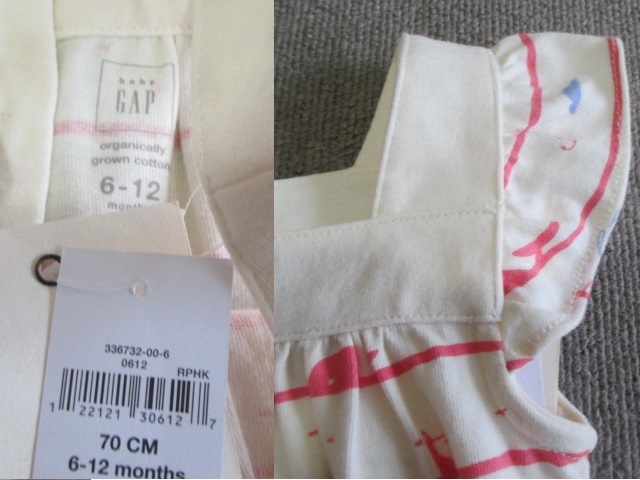 baby
GAP
organically
grown cotton
6-12
months
336732-00-6
0612
RPHK
1 22121 30612 7
70 CM
6-12 months